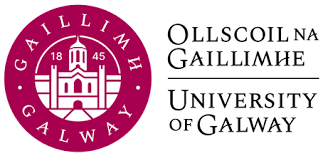 GAILLIMH
18 45
GALWAY
OLLSCOIL NA
GAILLIMHE
UNIVERSITY
OF GALWAY